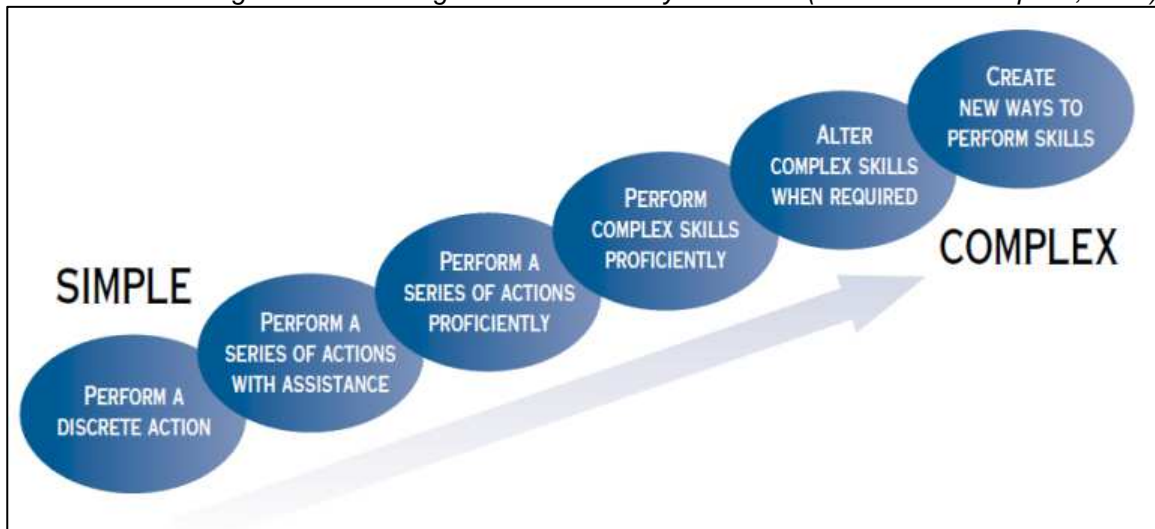 SIMPLE
PERFORM A
DISCRETE ACTION
PERFORM A
SERIES OF ACTIONS
WITH ASSISTANCE
PERFORM A
SERIES OF ACTIONS
PROFICIENTLY
PERFORM
COMPLEX SKILLS
PROFICIENTLY
ALTER
COMPLEX SKILLS
WHEN REQUIRED
CREATE
NEW WAYS TO
PERFORM SKILLS
COMPLEX